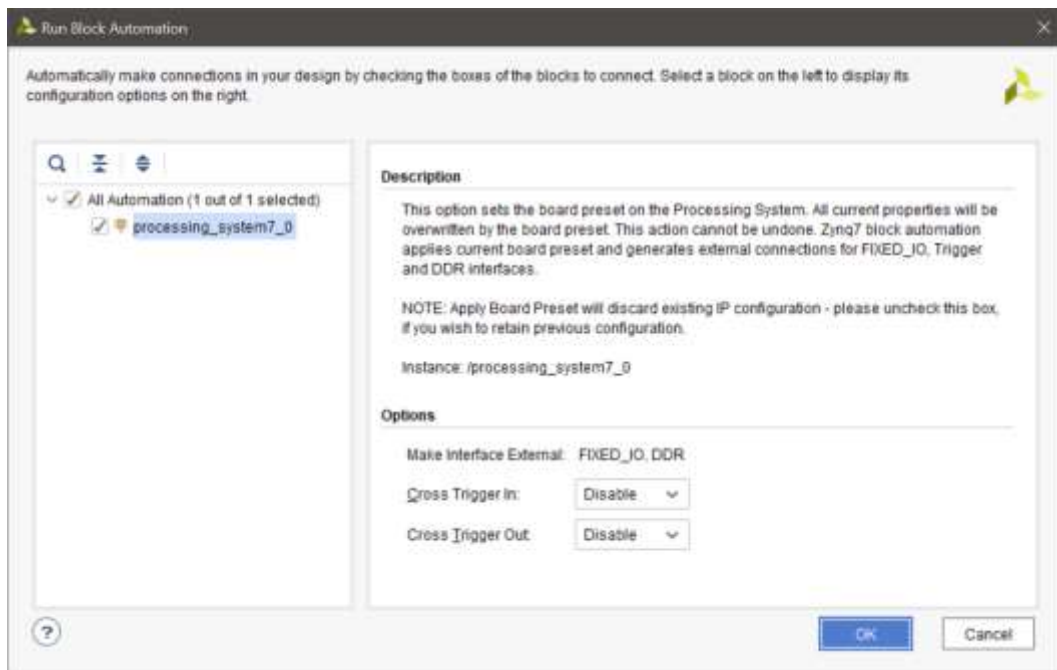 Run Block Automation
Automatically make connections in your design by checking the boxes of the blocks to connect. Select a block on the left to display its
configuration options on the right.
All Automation (1 out of 1 selected)
processing_system7_0
Description
This option sets the board preset on the Processing System. All current properties will be
overwritten by the board preset. This action cannot be undone. Zynq7 block automation
applies current board preset and generates external connections for FIXED_IO, Trigger
and DDR interfaces.
NOTE: Apply Board Preset will discard existing IP configuration - please uncheck this box,
if you wish to retain previous configuration.
Instance: /processing_system7_0
Options
Make Interface External: FIXED_IO, DDR
Cross Trigger In: Disable
Cross Trigger Out: Disable
?
OK Cancel